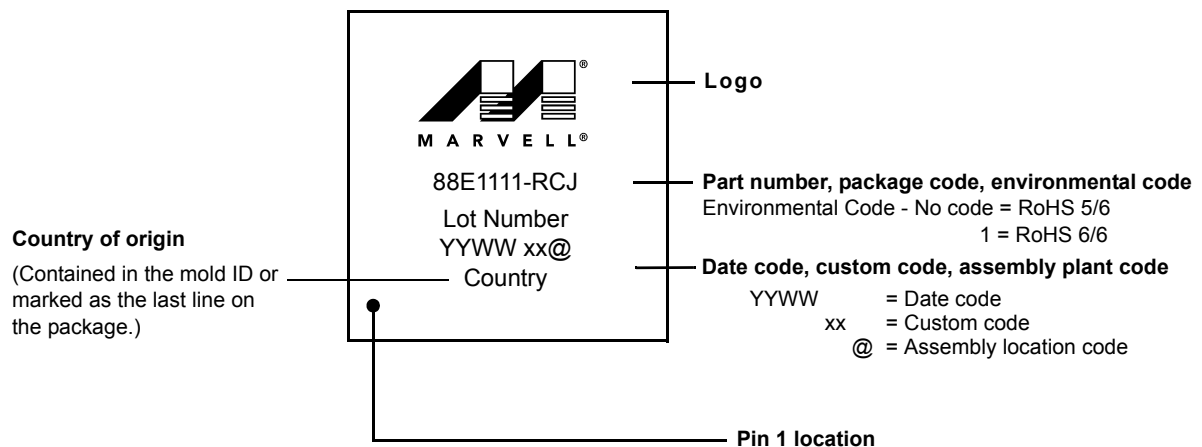 ®
MARVELL®
88E1111-RCJ
Lot Number
YYWW xx@
Country
Logo
Part number, package code, environmental code
Environmental Code - No code = RoHS 5/6
1 = RoHS 6/6
Date code, custom code, assembly plant code
YYWW = Date code
xx = Custom code
@ = Assembly location code
Country of origin
(Contained in the mold ID or
marked as the last line on
the package.)
Pin 1 location